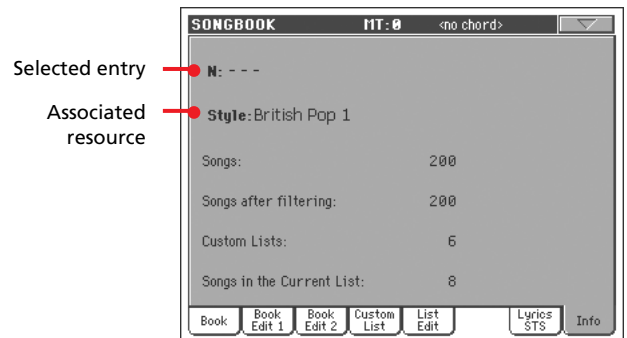 SONGBOOK MT:0 <no chord>
Selected entry
N: - - -
Associated
resource
Style: British Pop 1
Songs: 200
Songs after filtering: 200
Custom Lists: 6
Songs in the Current List: 8
Book
Book
Edit 1
Book
Edit 2
Custom
List
List
Edit
Lyrics
STS
Info